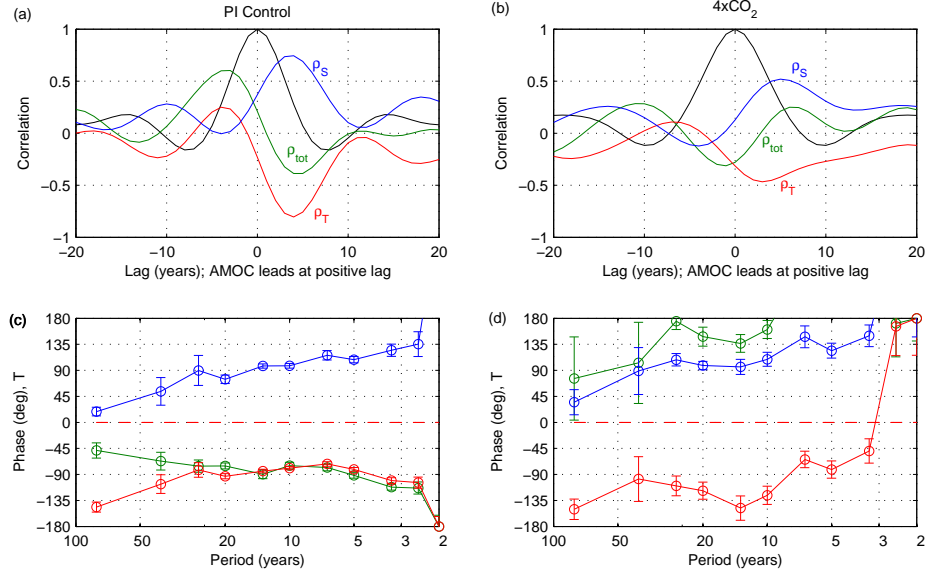 (a)
PI Control
1
0.5
0
−0.5
−1
Correlation
ρS
ρtot
ρT
−20
−10
0
10
20
Lag (years); AMOC leads at positive lag
(b)
4xCO2
1
0.5
0
−0.5
−1
Correlation
ρS
ρtot
ρT
−20
−10
0
10
20
Lag (years); AMOC leads at positive lag
(c)
180
135
90
45
0
−45
−90
−135
−180
Phase (deg), T
100
50
20
10
5
3
2
Period (years)
(d)
180
135
90
45
0
−45
−90
−135
−180
Phase (deg), T
100
50
20
10
5
3
2
Period (years)